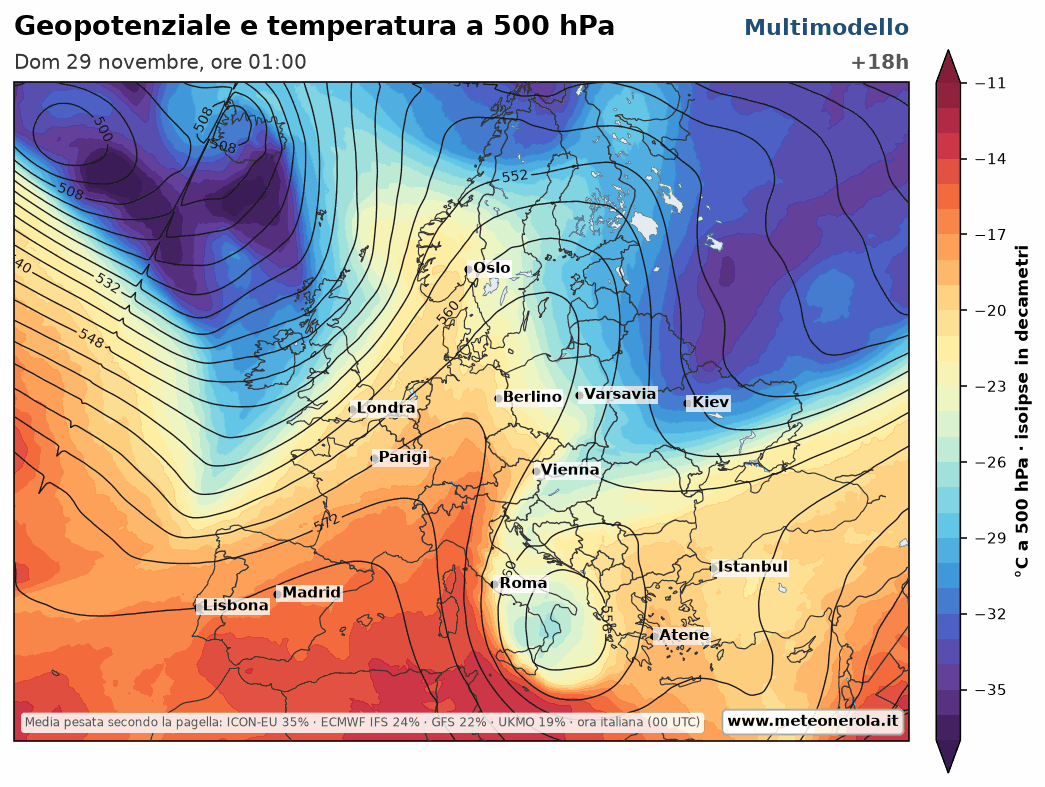 Geopotenziale e temperatura a 500 hPa
Multimodello
Dom 29 novembre, ore 01:00
+18h
500
508
508
508
552
532
40
548
560
572
Oslo
Berlino
Varsavia
Kiev
Londra
Parigi
Vienna
Roma
Istanbul
Madrid
Lisbona
Atene
−11
−14
−17
−20
−23
−26
−29
−32
−35
°C a 500 hPa · isoipse in decametri
Media pesata secondo la pagella: ICON-EU 35% · ECMWF IFS 24% · GFS 22% · UKMO 19% · ora italiana (00 UTC)
www.meteonerola.it